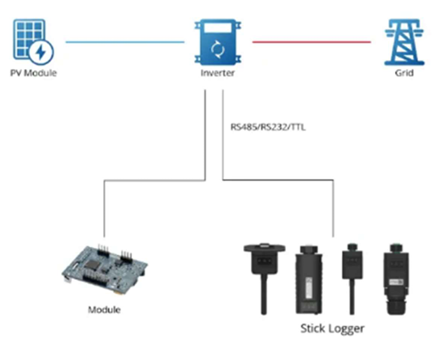 PV Module
Inverter
Grid
RS485/RS232/TTL
Module
Stick Logger